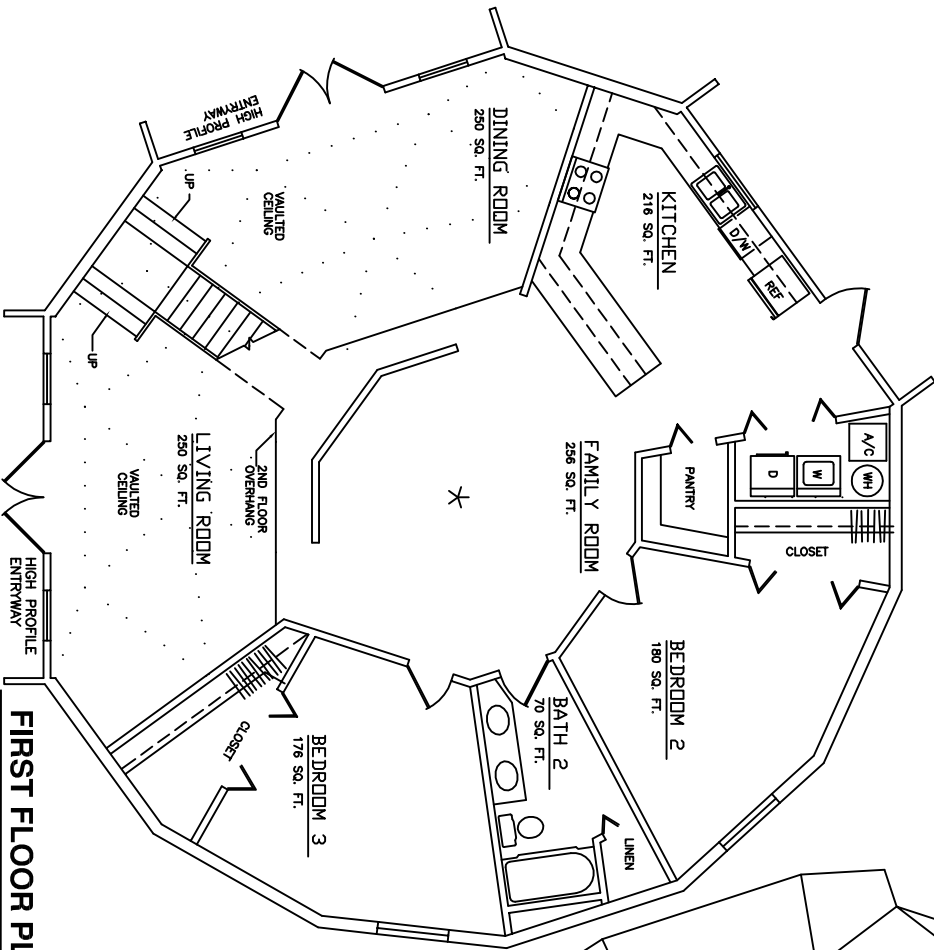 HIGH PROFILE
ENTRYWAY
DINING ROOM
250 SQ. FT.
VAULTED
CEILING
UP
KITCHEN
216 SQ. FT.
D/W
REF
UP
A/C
WH
W
D
PANTRY
CLOSET
FAMILY ROOM
256 SQ. FT.
2ND FLOOR
OVERHANG
LIVING ROOM
250 SQ. FT.
VAULTED
CEILING
HIGH PROFILE
ENTRYWAY
BEDROOM 2
180 SQ. FT.
BATH 2
70 SQ. FT.
LINEN
BEDROOM 3
176 SQ. FT.
CLOSET
FIRST FLOOR PL